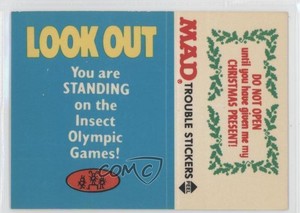 LOOK OUT
You are
STANDING
on the
Insect
Olympic
Games!
MAD.
TROUBLE STICKERS
PEEL
DO NOT OPEN
until you have given me my
CHRISTMAS PRESENT!